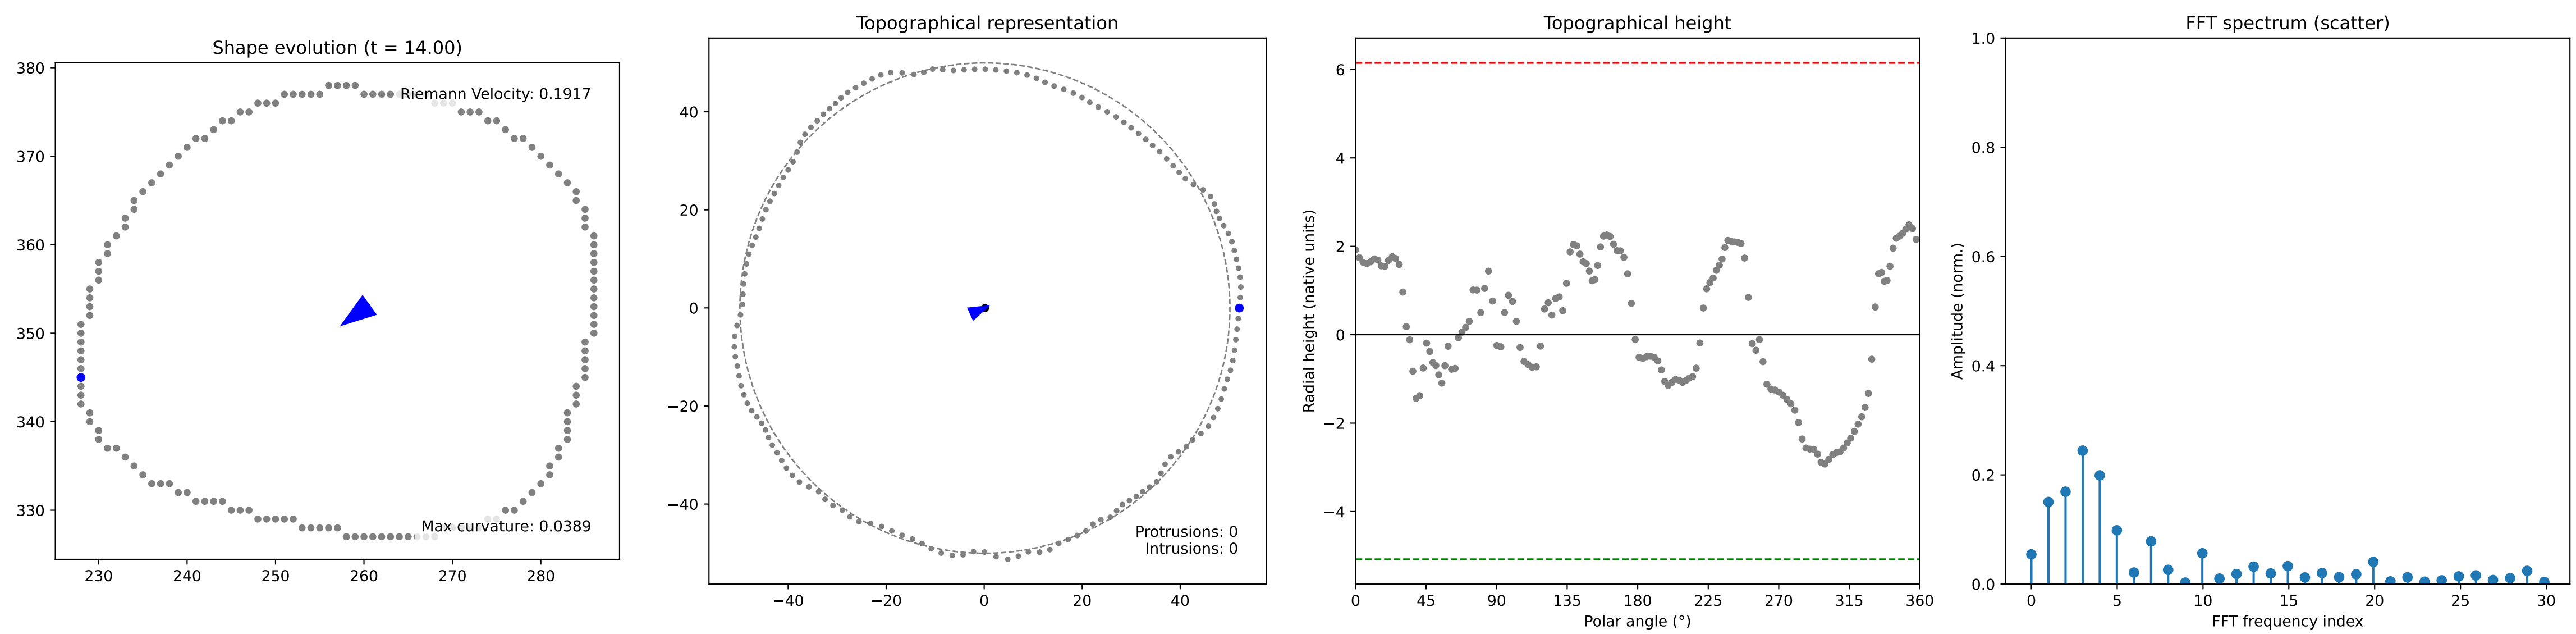 Shape evolution (t = 14.00)
380
370
360
350
340
330
230 240 250 260 270 280
Riemann Velocity: 0.1917
Max curvature: 0.0389
Topographical representation
40
20
0
−20
−40
−40 −20 0 20 40
Protrusions: 0
Intrusions: 0
Topographical height
Radial height (native units)
6
4
2
0
−2
−4
0 45 90 135 180 225 270 315 360
Polar angle (°)
FFT spectrum (scatter)
Amplitude (norm.)
1.0
0.8
0.6
0.4
0.2
0.0
0 5 10 15 20 25 30
FFT frequency index